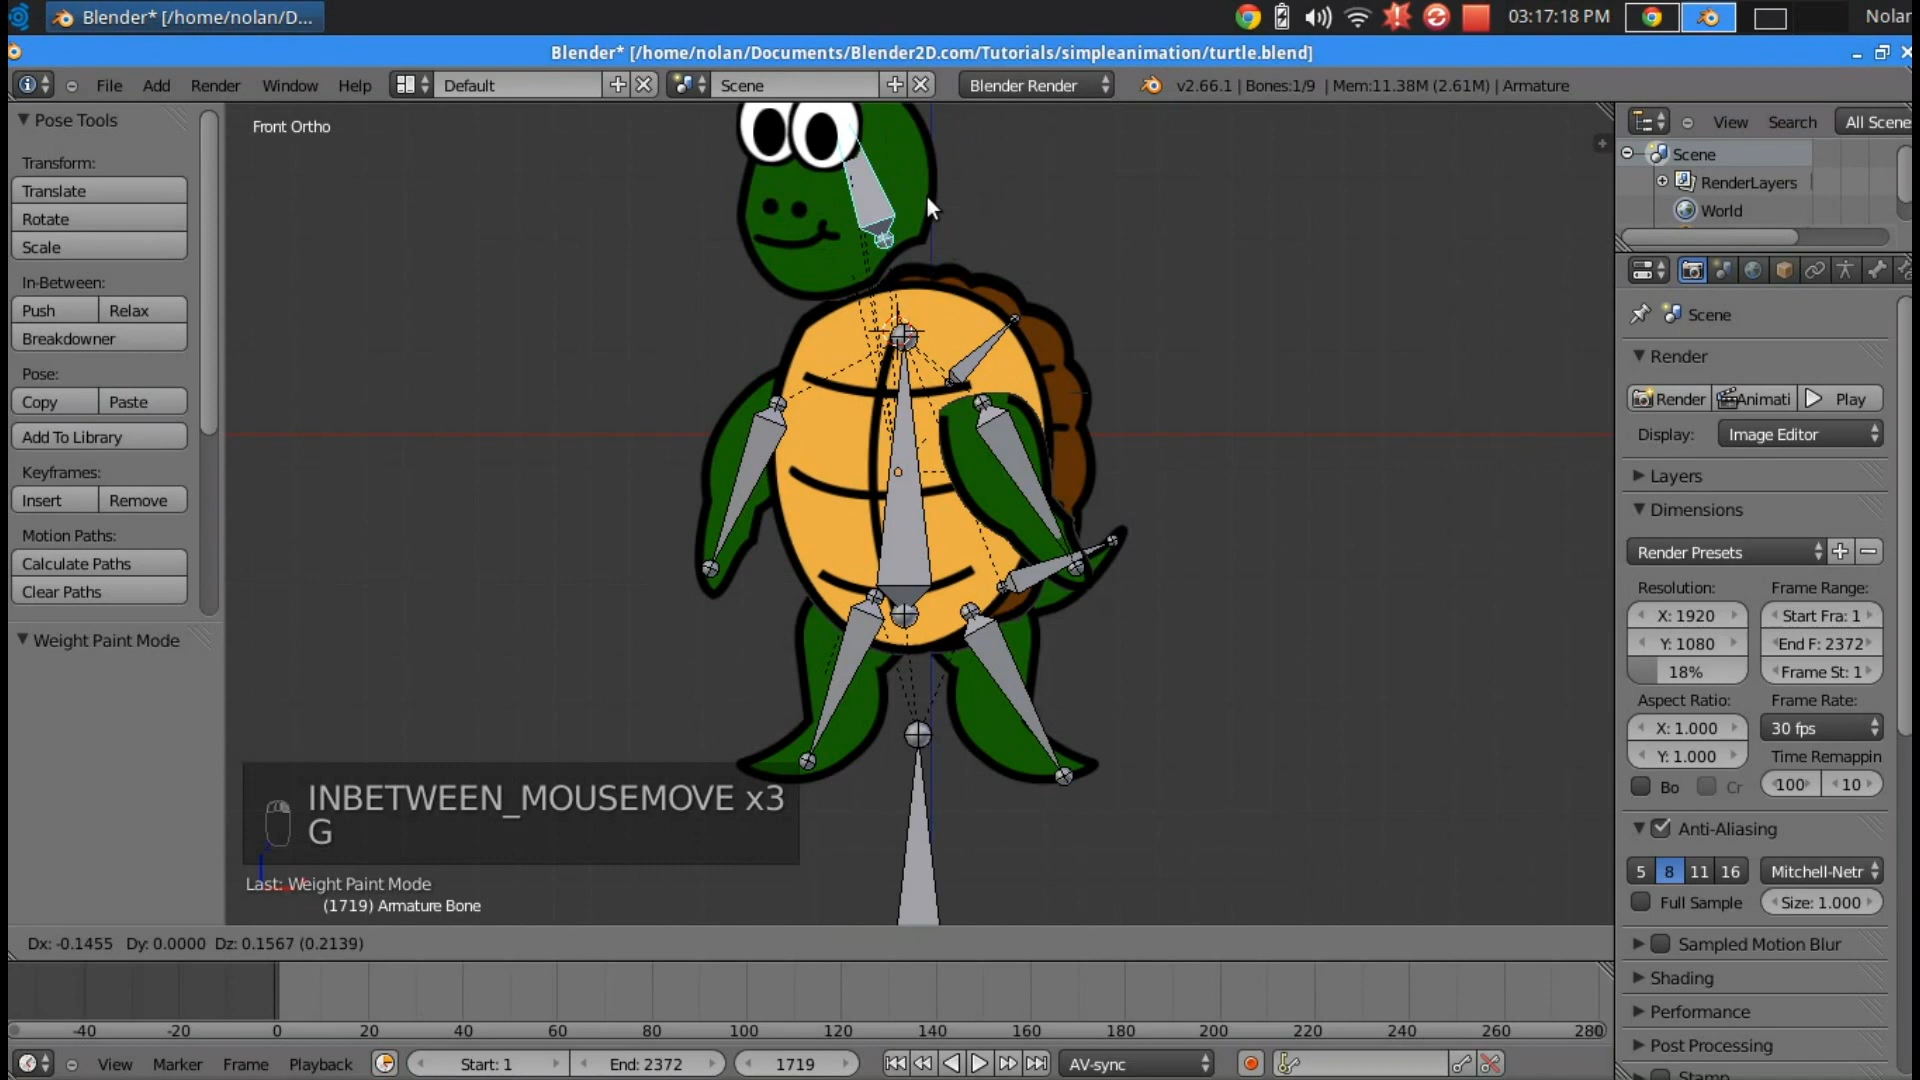 Blender* [/home/nolan/D...
03:17:18 PM
Nolan
Blender* [/home/nolan/Documents/Blender2D.com/Tutorials/simpleanimation/turtle.blend]
File Add Render Window Help
Default
Scene
Blender Render
v2.66.1 | Bones:1/9 | Mem:11.38M (2.61M) | Armature
Pose Tools
Transform:
Translate
Rotate
Scale
In-Between:
Push Relax
Breakdowner
Pose:
Copy Paste
Add To Library
Keyframes:
Insert Remove
Motion Paths:
Calculate Paths
Clear Paths
Weight Paint Mode
Front Ortho
INBETWEEN_MOUSEMOVE x3
G
Last: Weight Paint Mode
(1719) Armature Bone
Dx: -0.1455 Dy: 0.0000 Dz: 0.1567 (0.2139)
View Search All Scene
Scene
RenderLayers
World
Scene
Render
Render Animati Play
Display: Image Editor
Layers
Dimensions
Render Presets
Resolution: Frame Range:
X: 1920 Start Fra: 1
Y: 1080 End F: 2372
18% Frame St: 1
Aspect Ratio: Frame Rate:
X: 1.000 30 fps
Y: 1.000 Time Remappin
Bo Cr 100 10
Anti-Aliasing
5 8 11 16 Mitchell-Netr
Full Sample Size: 1.000
Sampled Motion Blur
Shading
Performance
Post Processing
Stamp
-40 -20 0 20 40 60 80 100 120 140 160 180 200 220 240 260 280
View Marker Frame Playback Start: 1 End: 2372 1719 AV-sync